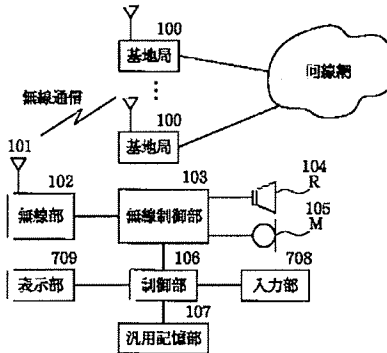 100
基地局
回線網
無線通信
100
基地局
101
102
無線部
103
無線制御部
104
R
105
M
709
表示部
106
制御部
708
入力部
107
汎用記憶部